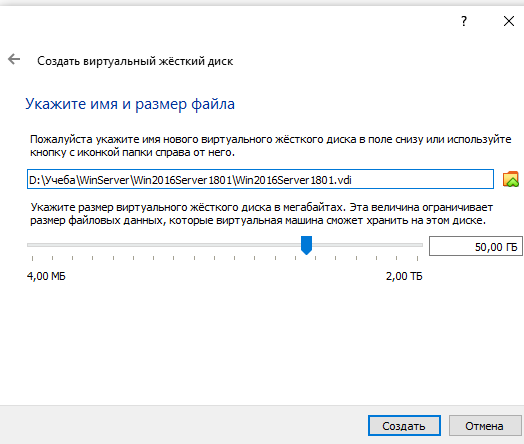 ?
Создать виртуальный жёсткий диск
Укажите имя и размер файла
Пожалуйста укажите имя нового виртуального жёсткого диска в поле снизу или используйте
кнопку с иконкой папки справа от него.
D:\Учеба\WinServer\Win2016Server1801\Win2016Server1801.vdi
Укажите размер виртуального жёсткого диска в мегабайтах. Эта величина ограничивает
размер файловых данных, которые виртуальная машина сможет хранить на этом диске.
50,00 ГБ
4,00 МБ 2,00 ТБ
Создать Отмена